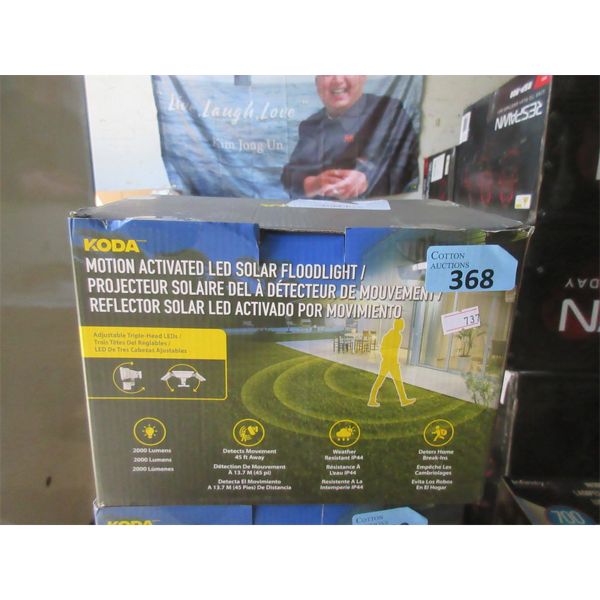 "Live, Laugh, Love"
Kim Jong Un
RESPAWN
KODA
MOTION ACTIVATED LED SOLAR FLOODLIGHT /
PROJECTEUR SOLAIRE DEL À DÉTECTEUR DE MOUVEMENT /
REFLECTOR SOLAR LED ACTIVADO POR MOVIMIENTO
COTTON
AUCTIONS
368
737
Adjustable Triple-Head LEDs /
Train Têtes Del Réglables /
LED De Tres Cabezas Ajustables
2000 Lumens
2000 Lumens
2000 Lúmenes
Detects Movement
45 ft Away
Détection De Mouvement
À 13.7 M (45 pi)
Detecta El Movimiento
A 13.7 M (45 Pies) De Distancia
Weather
Resistant IP44
Résistance À
L'eau IP44
Resistente A La
Intemperie IP44
Deters Home
Break-Ins
Empêche Les
Cambriolages
Evita Los Robos
En El Hogar
KODA
COTTON
700